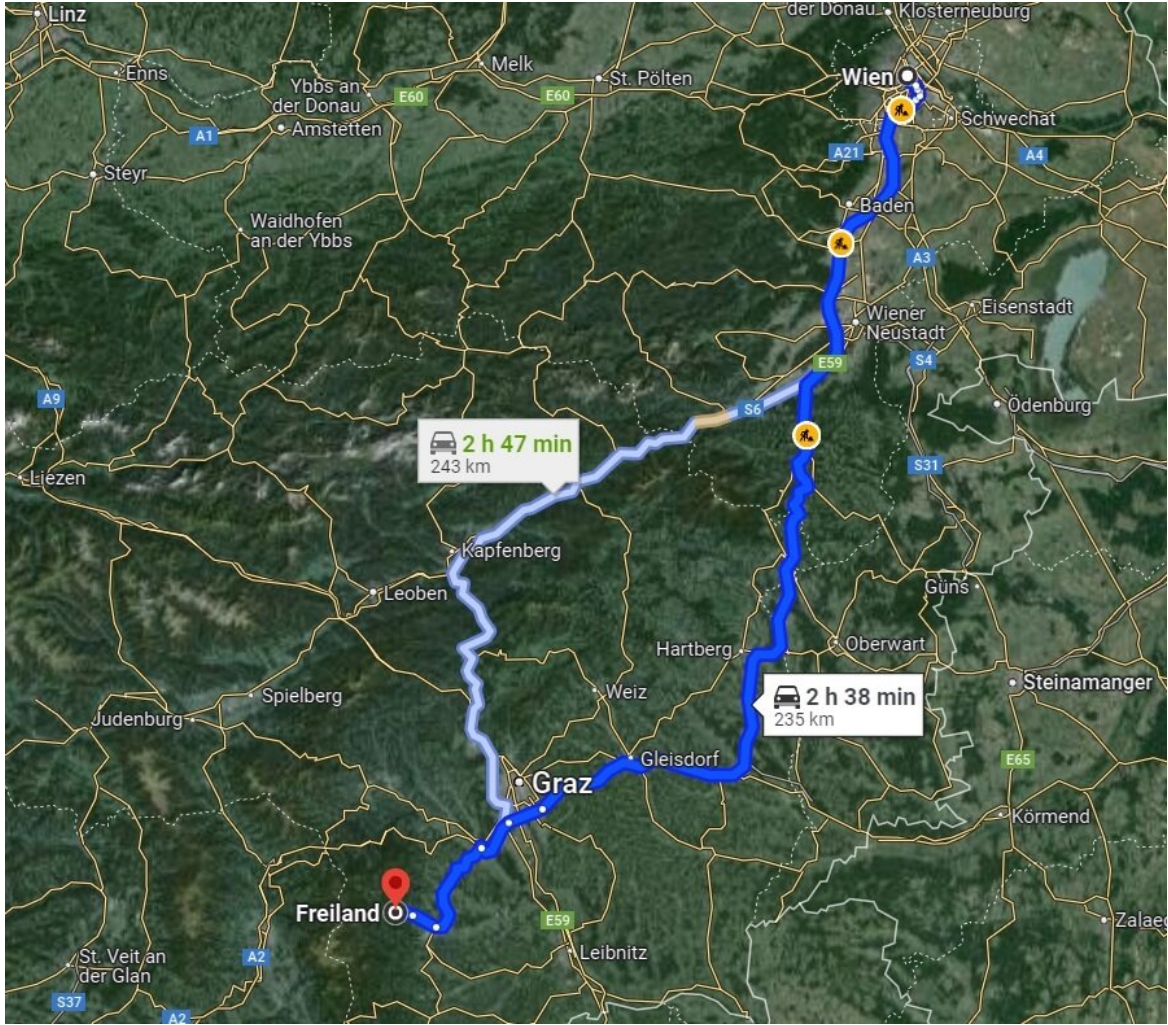 Linz
der Donau
Klosterneuburg
Melk
Enns
Ybbs an
der Donau
St. Pölten
Wien
E60
E60
Schwechat
A1
Amstetten
A21
A4
Steyr
Baden
Waidhofen
an der Ybbs
A3
Eisenstadt
Wiener
Neustadt
E59
S4
A9
S6
Ödenburg
2 h 47 min
243 km
S31
Liezen
Kapfenberg
Leoben
Güns
Hartberg
Oberwart
Weiz
Steinamanger
Spielberg
2 h 38 min
235 km
Judenburg
Gleisdorf
E65
Graz
Körmend
Freiland
E59
Zalaeg
Leibnitz
St. Veit an
der Glan
A2
S37
A2